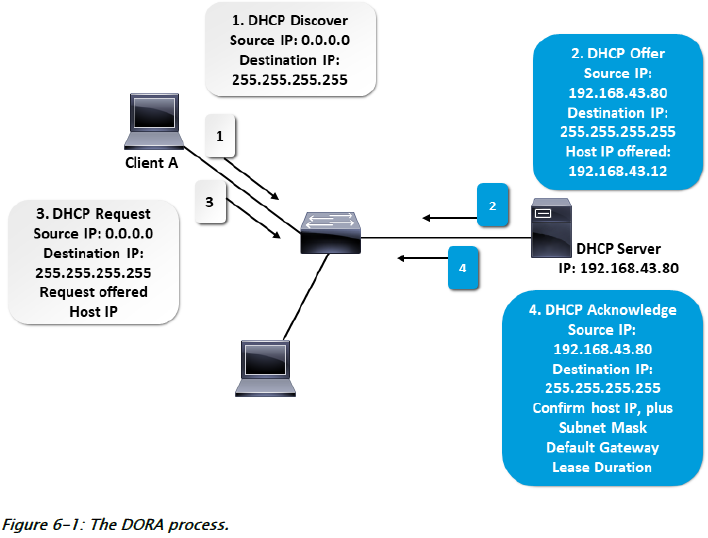 1. DHCP Discover
Source IP: 0.0.0.0
Destination IP:
255.255.255.255
2. DHCP Offer
Source IP:
192.168.43.80
Destination IP:
255.255.255.255
Host IP offered:
192.168.43.12
1
Client A
3
2
3. DHCP Request
Source IP: 0.0.0.0
Destination IP:
255.255.255.255
Request offered
Host IP
4
DHCP Server
IP: 192.168.43.80
4. DHCP Acknowledge
Source IP:
192.168.43.80
Destination IP:
255.255.255.255
Confirm host IP, plus
Subnet Mask
Default Gateway
Lease Duration
Figure 6-1: The DORA process.